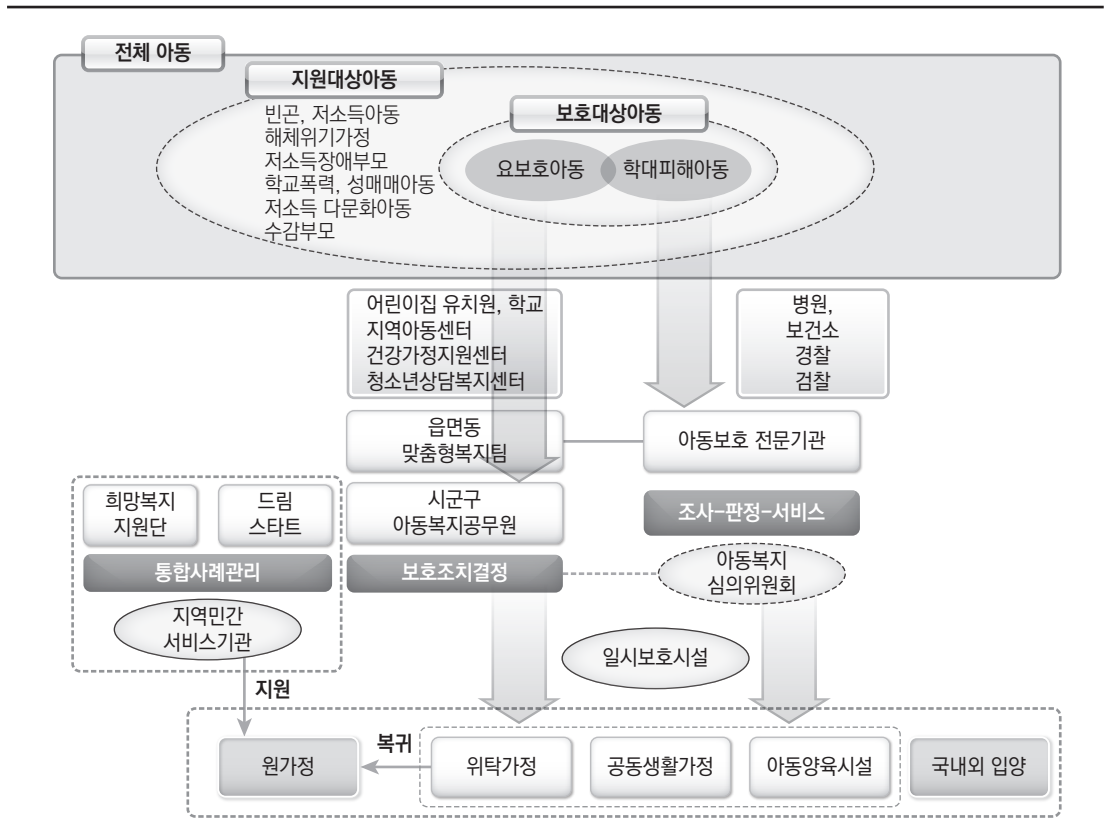 전체 아동
지원대상아동
빈곤, 저소득아동
해체위기가정
저소득장애부모
학교폭력, 성매매아동
저소득 다문화아동
수감부모
보호대상아동
요보호아동
학대피해아동
어린이집 유치원, 학교
지역아동센터
건강가정지원센터
청소년상담복지센터
병원,
보건소
경찰
검찰
읍면동
맞춤형복지팀
아동보호 전문기관
희망복지
지원단
드림
스타트
통합사례관리
지역민간
서비스기관
시군구
아동복지공무원
보호조치결정
조사-판정-서비스
아동복지
심의위원회
일시보호시설
지원
원가정
복귀
위탁가정
공동생활가정
아동양육시설
국내외 입양